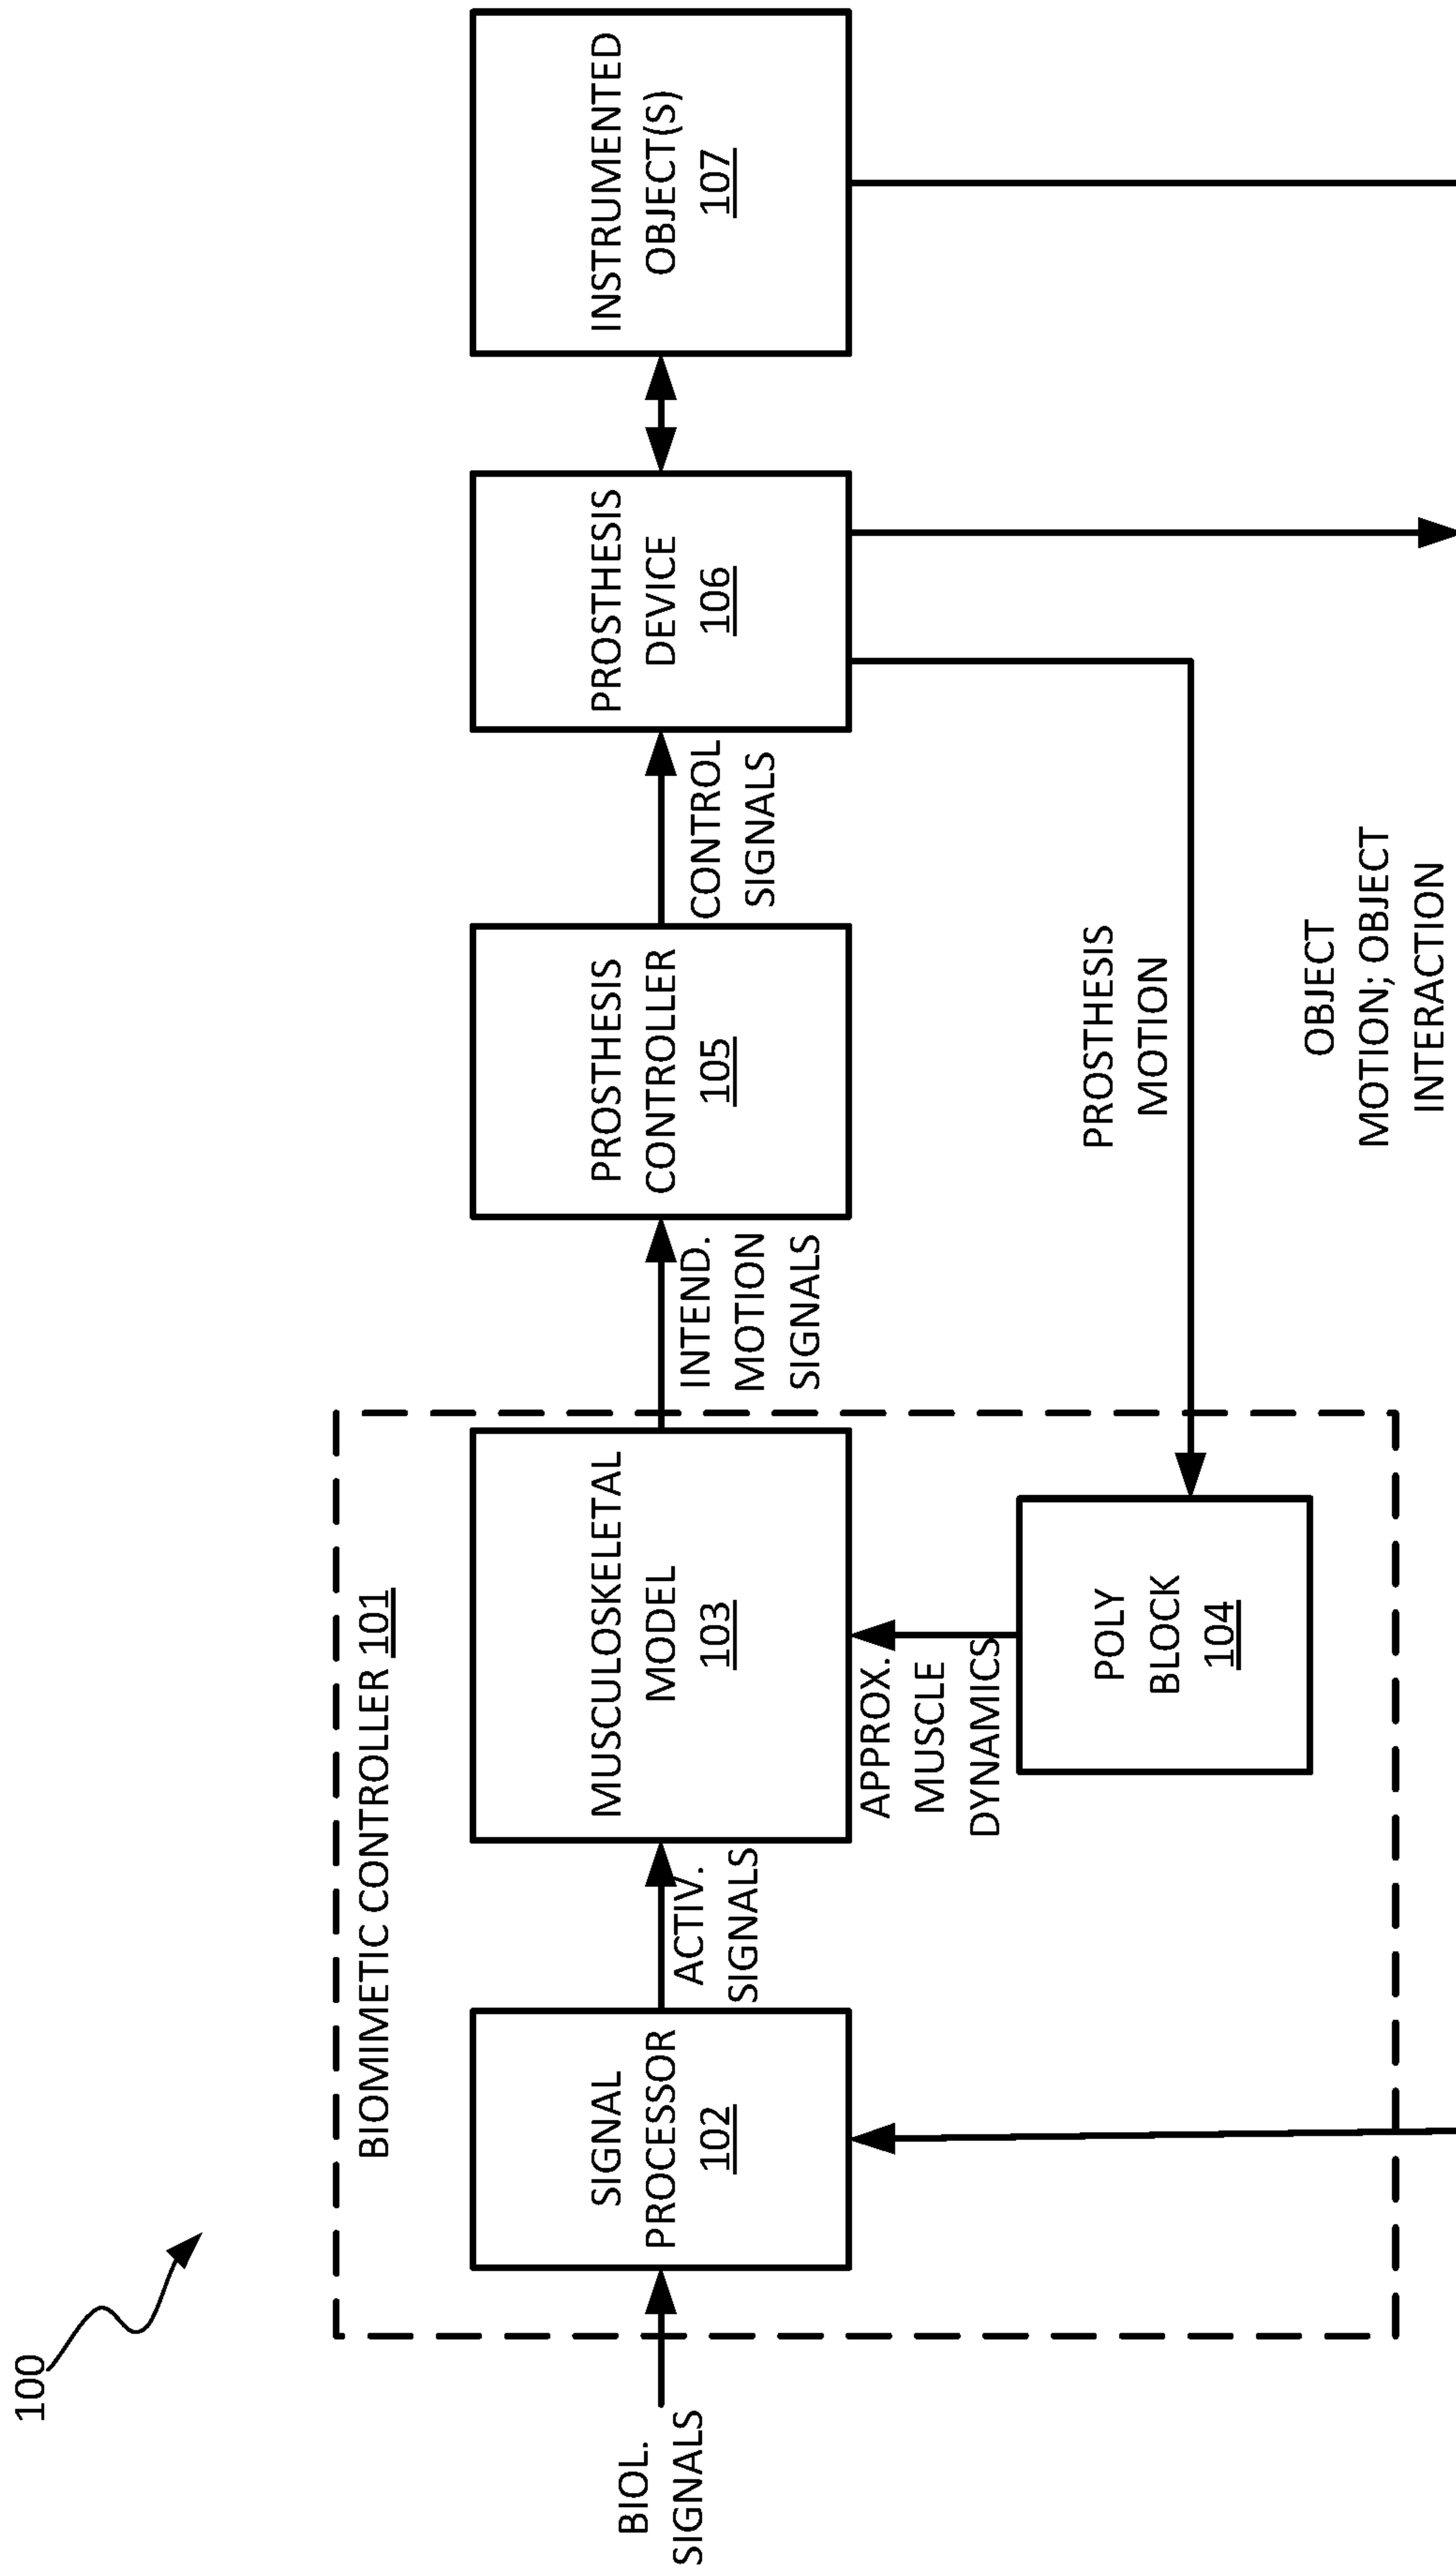 100
BIOMIMETIC CONTROLLER 101
BIOL.
SIGNALS
SIGNAL
PROCESSOR
102
ACTIV.
SIGNALS
MUSCULOSKELETAL
MODEL
103
INTEND.
MOTION
SIGNALS
PROSTHESIS
CONTROLLER
105
CONTROL
SIGNALS
PROSTHESIS
DEVICE
106
INSTRUMENTED
OBJECT(S)
107
APPROX.
MUSCLE
DYNAMICS
POLY
BLOCK
104
PROSTHESIS
MOTION
OBJECT
MOTION; OBJECT
INTERACTION